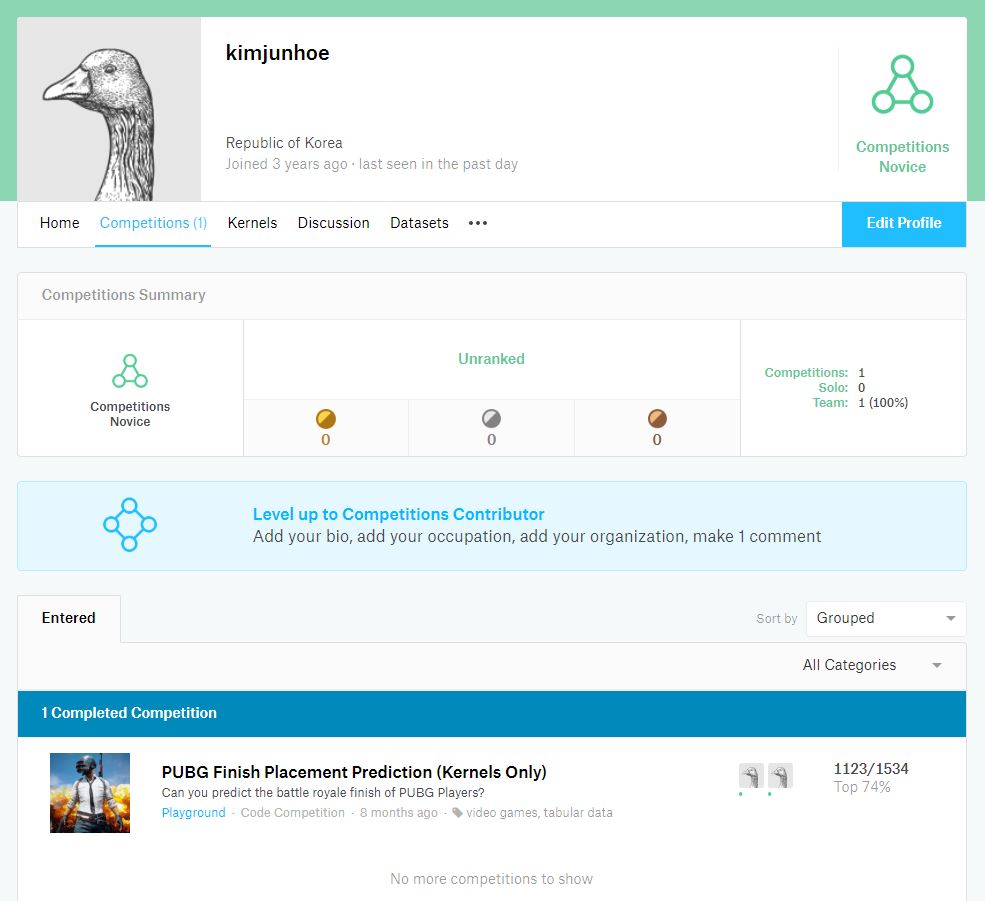 kimjunhoe
Republic of Korea
Joined 3 years ago · last seen in the past day
Competitions
Novice
Home Competitions (1) Kernels Discussion Datasets •••
Edit Profile
Competitions Summary
Competitions
Novice
Unranked
0 0 0
Competitions: 1
Solo: 0
Team: 1 (100%)
Level up to Competitions Contributor
Add your bio, add your occupation, add your organization, make 1 comment
Entered
Sort by Grouped
All Categories
1 Completed Competition
PUBG Finish Placement Prediction (Kernels Only)
Can you predict the battle royale finish of PUBG Players?
Playground · Code Competition · 8 months ago · video games, tabular data
1123/1534
Top 74%
No more competitions to show